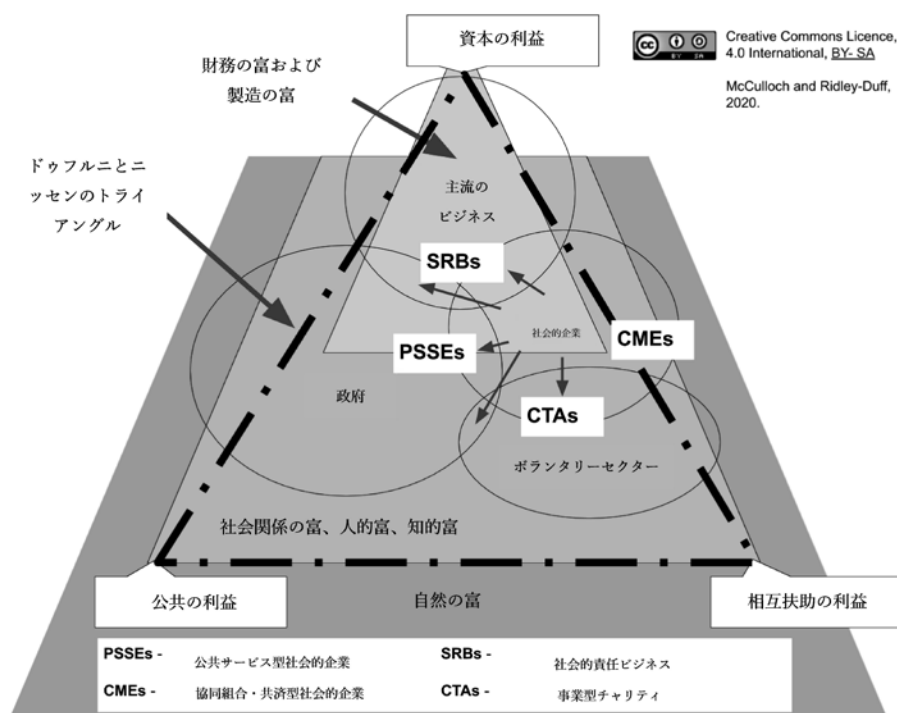 資本の利益
cc
BY SA
Creative Commons Licence,
4.0 International, BY- SA
McCulloch and Ridley-Duff,
2020.
財務の富および
製造の富
ドゥフルニとニ
ッセンのトライ
アングル
主流の
ビジネス
SRBs
社会的企業
CMEs
PSSEs
政府
CTAs
ボランタリーセクター
社会関係の富、人的富、知的富
公共の利益
自然の富
相互扶助の利益
PSSEs - 公共サービス型社会的企業
SRBs - 社会的責任ビジネス
CMEs - 協同組合・共済型社会的企業
CTAs - 事業型チャリティ